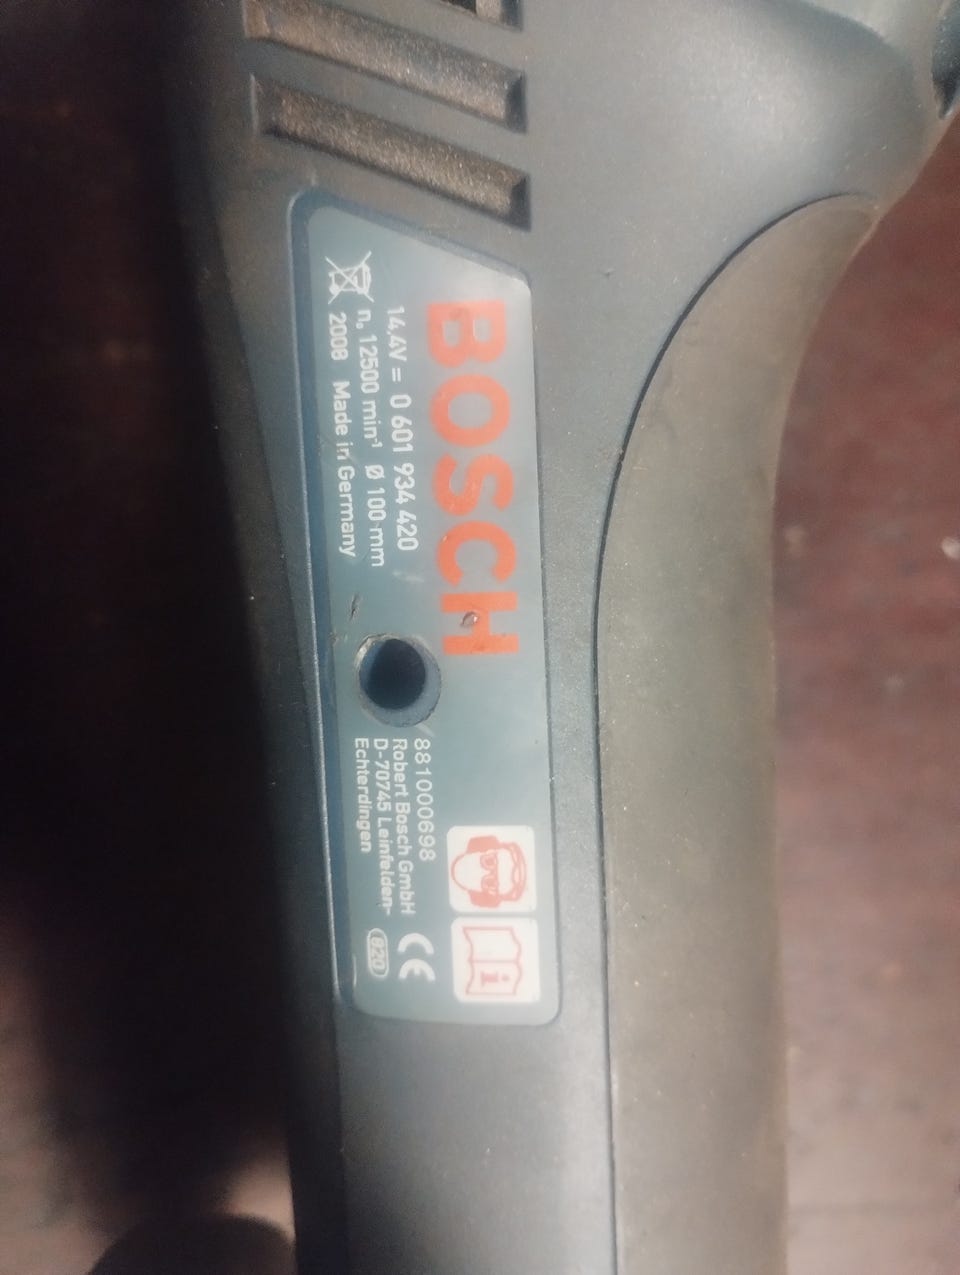 BOSCH
14,4V = 0 601 934 420
n₀ 12500 min⁻¹ Ø 100 mm
2008 Made in Germany
881000698
Robert Bosch GmbH
D-70745 Leinfelden-
Echterdingen
CE
820
i